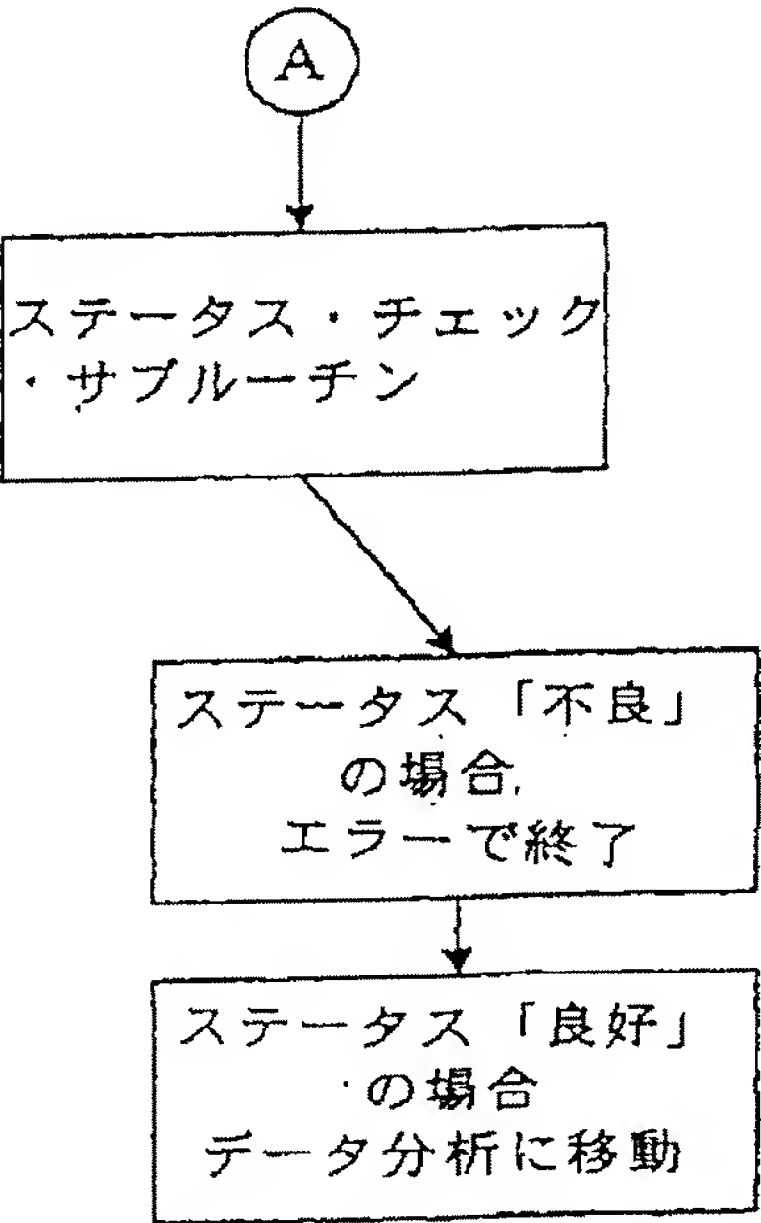 A
ステータス・チェック
・サブルーチン
ステータス「不良」
の場合
エラーで終了
ステータス「良好」
の場合
データ分析に移動